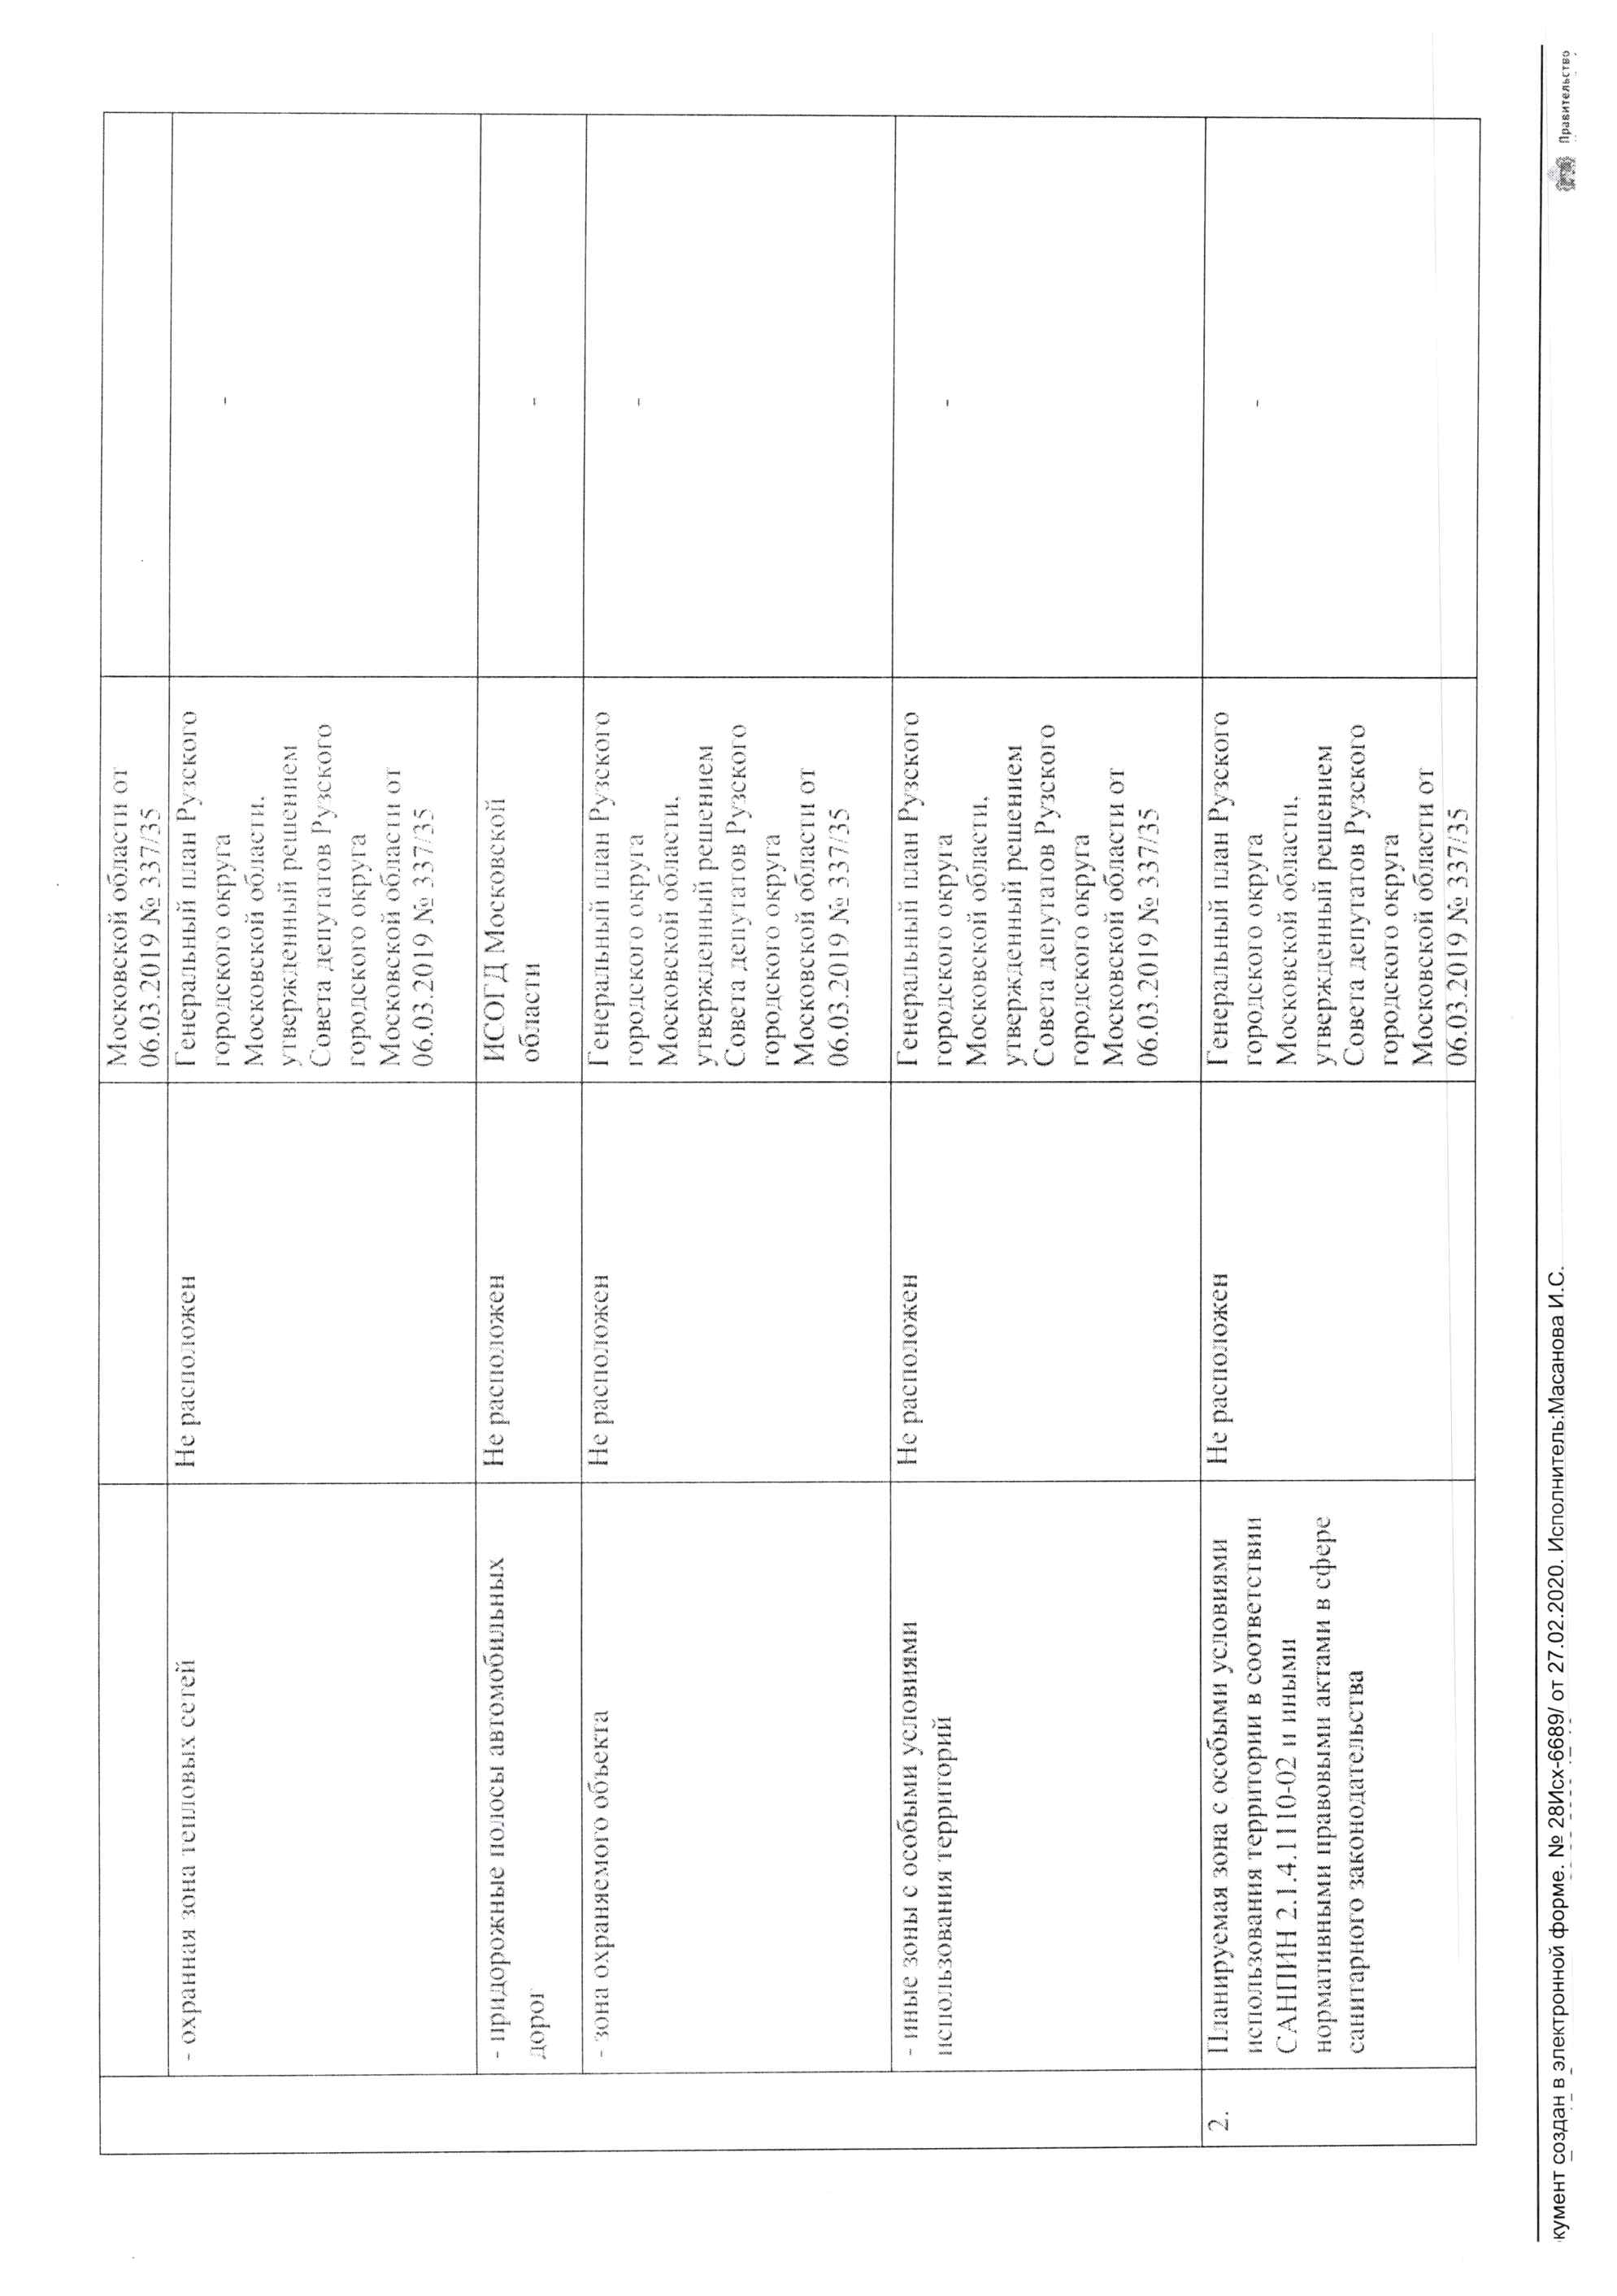 Московской области от
06.03.2019 № 337/35
- охранная зона тепловых сетей
Не расположен
Генеральный план Рузского
городского округа
Московской области,
утвержденный решением
Совета депутатов Рузского
городского округа
Московской области от
06.03.2019 № 337/35
-
- придорожные полосы автомобильных
дорог
Не расположен
ИСОГД Московской
области
-
- зона охраняемого объекта
Не расположен
Генеральный план Рузского
городского округа
Московской области,
утвержденный решением
Совета депутатов Рузского
городского округа
Московской области от
06.03.2019 № 337/35
-
- иные зоны с особыми условиями
использования территорий
Не расположен
Генеральный план Рузского
городского округа
Московской области,
утвержденный решением
Совета депутатов Рузского
городского округа
Московской области от
06.03.2019 № 337/35
-
2.
Планируемая зона с особыми условиями
использования территории в соответствии
САНПИН 2.1.4.1110-02 и иными
нормативными правовыми актами в сфере
санитарного законодательства
Не расположен
Генеральный план Рузского
городского округа
Московской области,
утвержденный решением
Совета депутатов Рузского
городского округа
Московской области от
06.03.2019 № 337/35
-
кумент создан в электронной форме. № 28Исх-6689/ от 27.02.2020. Исполнитель:Масанова И.С.
Правительство